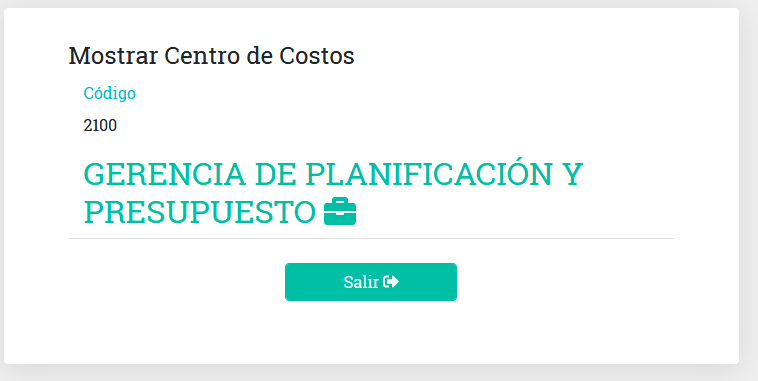 Mostrar Centro de Costos
Código
2100
GERENCIA DE PLANIFICACIÓN Y
PRESUPUESTO
Salir